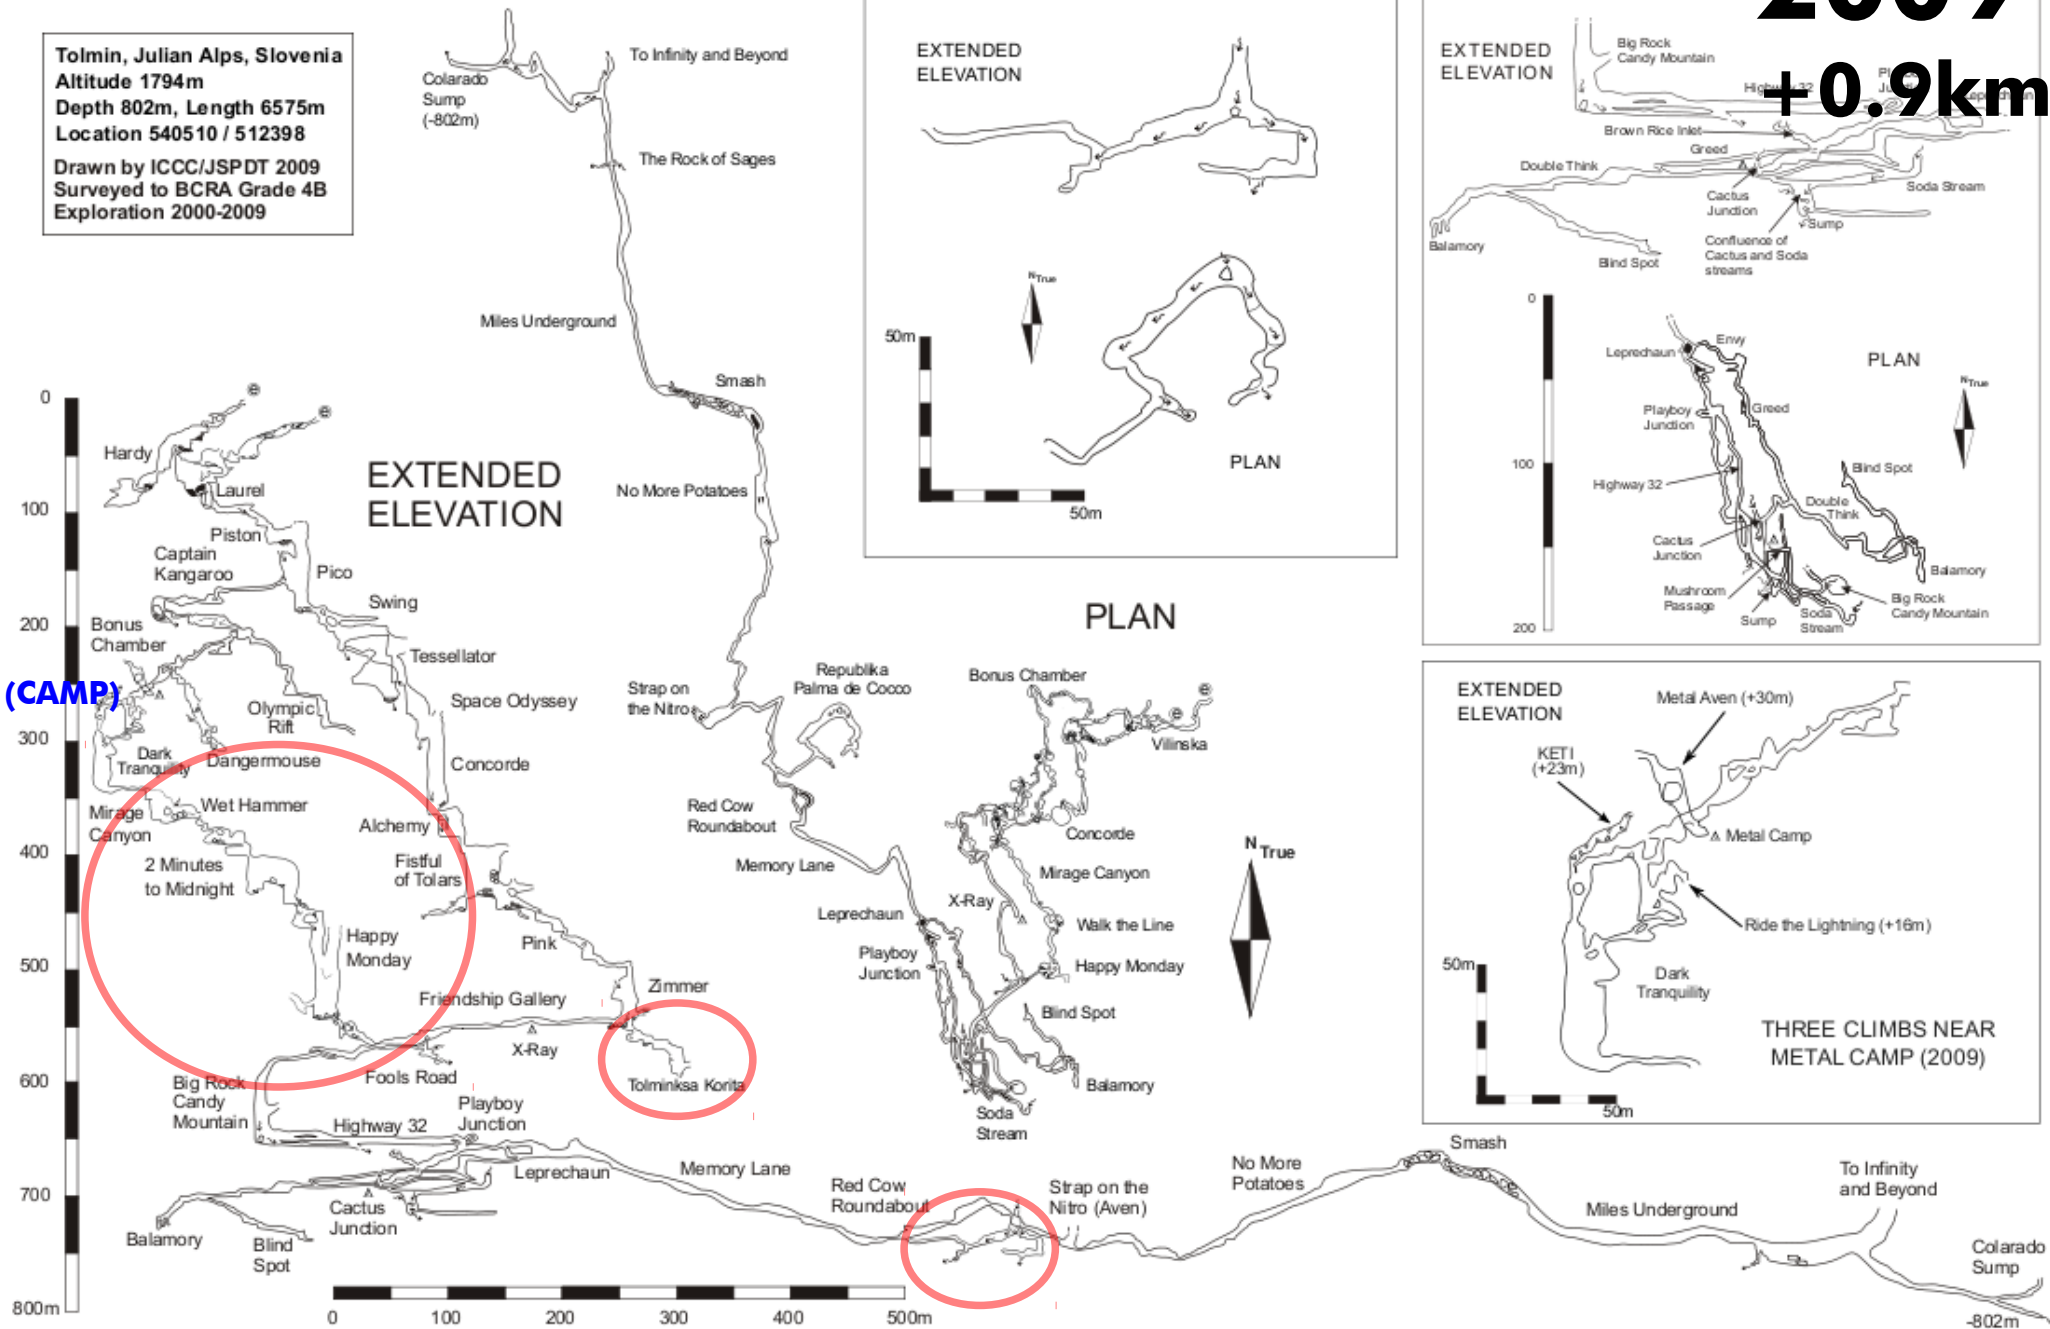 Tolmin, Julian Alps, Slovenia
Altitude 1794m
Depth 802m, Length 6575m
Location 540510 / 512398
Drawn by ICCC/JSPDT 2009
Surveyed to BCRA Grade 4B
Exploration 2000-2009
Colarado
Sump
(-802m)
To Infinity and Beyond
The Rock of Sages
Miles Underground
Smash
No More Potatoes
Strap on
the Nitro
Republika
Palma de Cocco
Red Cow
Roundabout
Memory Lane
Leprechaun
Playboy
Junction
PLAN
Bonus Chamber
e
e
Vilinska
Concorde
Mirage Canyon
X-Ray
Walk the Line
Happy Monday
Blind Spot
Balamory
Soda
Stream
N
True
EXTENDED
ELEVATION
0
100
200
300
400
500
600
700
800m
e
e
Hardy
Laurel
Piston
Captain
Kangaroo
Pico
Swing
Bonus
Chamber
Tessellator
(CAMP)
Space Odyssey
Olympic
Rift
Dark
Tranquility
Dangermouse
Concorde
Mirage
Canyon
Wet Hammer
Alchemy
2 Minutes
to Midnight
Fistful
of Tolars
Happy
Monday
Pink
Zimmer
Friendship Gallery
X-Ray
Fools Road
Tolminksa Korita
Big Rock
Candy
Mountain
Highway 32
Playboy
Junction
Leprechaun
Memory Lane
Cactus
Junction
Balamory
Blind
Spot
Red Cow
Roundabout
Strap on the
Nitro (Aven)
No More
Potatoes
Smash
Miles Underground
To Infinity
and Beyond
Colarado
Sump
-802m
0
100
200
300
400
500m
EXTENDED
ELEVATION
N
True
50m
50m
PLAN
2009
+0.9km
EXTENDED
ELEVATION
Big Rock
Candy Mountain
Highway 32
Brown Rice Inlet
Greed
Double Think
Cactus
Junction
Soda Stream
Sump
Balamory
Confluence of
Cactus and Soda
streams
Blind Spot
0
100
200
Envy
Leprechaun
PLAN
N
True
Playboy
Junction
Greed
Highway 32
Blind Spot
Double
Think
Cactus
Junction
Balamory
Mushroom
Passage
Big Rock
Candy Mountain
Sump
Soda
Stream
EXTENDED
ELEVATION
Metal Aven (+30m)
KETI
(+23m)
Metal Camp
Ride the Lightning (+16m)
Dark
Tranquility
50m
50m
THREE CLIMBS NEAR
METAL CAMP (2009)